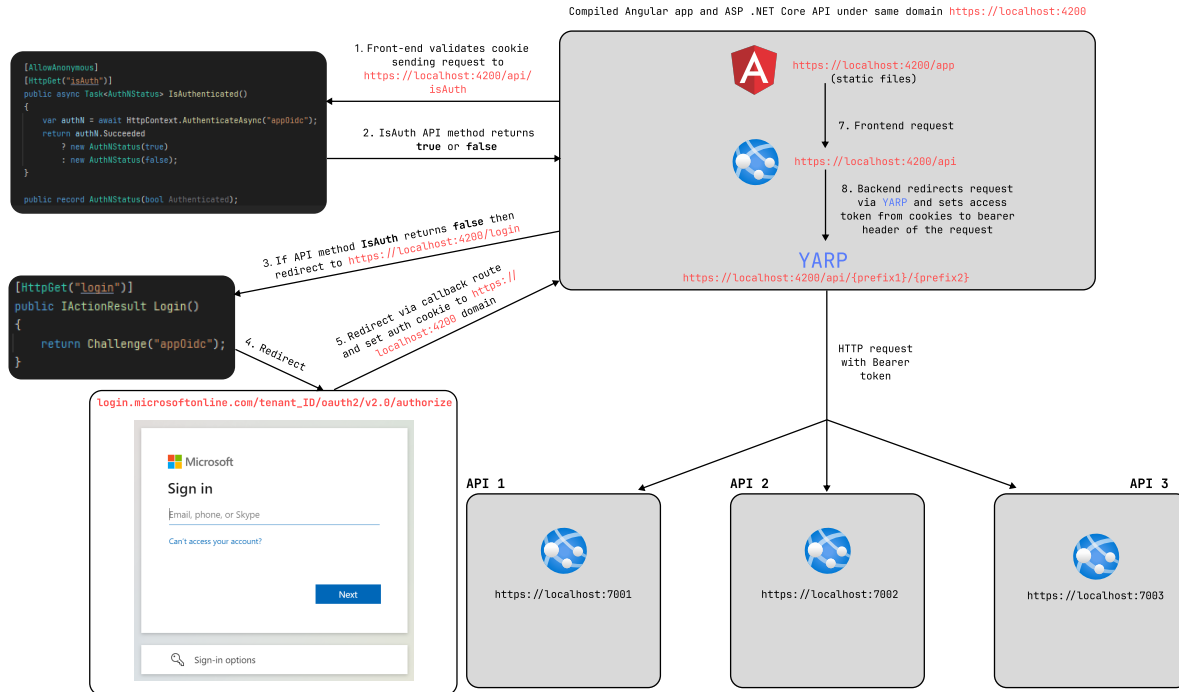 Compiled Angular app and ASP .NET Core API under same domain https://localhost:4200
[AllowAnonymous]
[HttpGet("isAuth")]
public async Task<AuthNStatus> IsAuthenticated()
{
var authN = await HttpContext.AuthenticateAsync("appOidc");
return authN.Succeeded
? new AuthNStatus(true)
: new AuthNStatus(false);
}
public record AuthNStatus(bool Authenticated);
1. Front-end validates cookie
sending request to
https://localhost:4200/api/
isAuth
2. IsAuth API method returns
true or false
https://localhost:4200/app
(static files)
7. Frontend request
https://localhost:4200/api
8. Backend redirects request
via YARP and sets access
token from cookies to bearer
header of the request
YARP
https://localhost:4200/api/{prefix1}/{prefix2}
3. If API method IsAuth returns false then
redirect to https://localhost:4200/login
[HttpGet("login")]
public IActionResult Login()
{
return Challenge("appOidc");
}
4. Redirect
5. Redirect via callback route
and set auth cookie to https://
localhost:4200 domain
login.microsoftonline.com/tenant_ID/oauth2/v2.0/authorize
Microsoft
Sign in
Email, phone, or Skype
Can't access your account?
Next
Sign-in options
HTTP request
with Bearer
token
API 1
https://localhost:7001
API 2
https://localhost:7002
API 3
https://localhost:7003